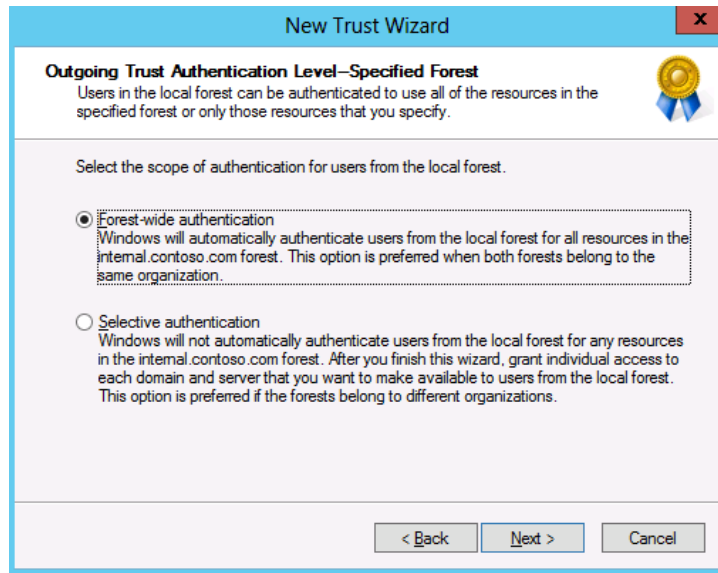 New Trust Wizard
x
Outgoing Trust Authentication Level–Specified Forest
Users in the local forest can be authenticated to use all of the resources in the
specified forest or only those resources that you specify.
Select the scope of authentication for users from the local forest.
Forest-wide authentication
Windows will automatically authenticate users from the local forest for all resources in the
internal.contoso.com forest. This option is preferred when both forests belong to the
same organization.
Selective authentication
Windows will not automatically authenticate users from the local forest for any resources
in the internal.contoso.com forest. After you finish this wizard, grant individual access to
each domain and server that you want to make available to users from the local forest.
This option is preferred if the forests belong to different organizations.
< Back Next > Cancel